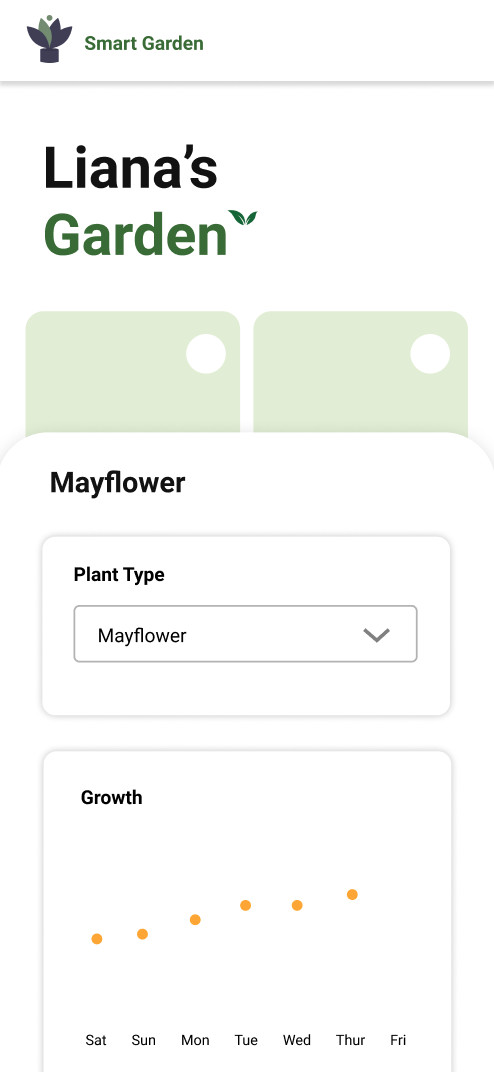 Smart Garden
Liana’s
Garden
Mayflower
Plant Type
Mayflower
Growth
Sat Sun Mon Tue Wed Thur Fri